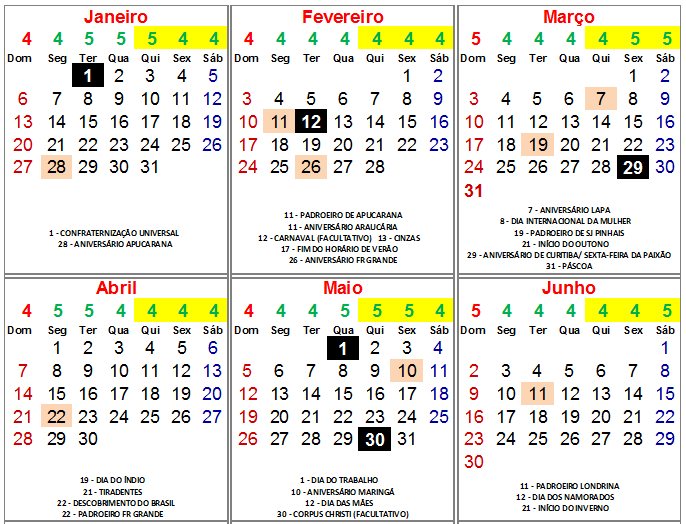 Janeiro
4 4 5 5 5 4 4
Dom Seg Ter Qua Qui Sex Sáb
1 2 3 4 5
6 7 8 9 10 11 12
13 14 15 16 17 18 19
20 21 22 23 24 25 26
27 28 29 30 31
1 - CONFRATERNIZAÇÃO UNIVERSAL
28 - ANIVERSÁRIO APUCARANA
Fevereiro
4 4 4 4 4 4 4
Dom Seg Ter Qua Qui Sex Sáb
1 2
3 4 5 6 7 8 9
10 11 12 13 14 15 16
17 18 19 20 21 22 23
24 25 26 27 28
11 - PADROEIRO DE APUCARANA
11 - ANIVERSÁRIO ARAUCÁRIA
12 - CARNAVAL (FACULTATIVO) 13 - CINZAS
17 - FIM DO HORÁRIO DE VERÃO
26 - ANIVERSÁRIO FR GRANDE
Março
5 4 4 4 4 5 5
Dom Seg Ter Qua Qui Sex Sáb
1 2
3 4 5 6 7 8 9
10 11 12 13 14 15 16
17 18 19 20 21 22 23
24 25 26 27 28 29 30
31
7 - ANIVERSÁRIO LAPA
8 - DIA INTERNACIONAL DA MULHER
19 - PADROEIRO DE SJ PINHAIS
21 - INÍCIO DO OUTONO
29 - ANIVERSÁRIO DE CURITIBA/ SEXTA-FEIRA DA PAIXÃO
31 - PÁSCOA
Abril
4 5 5 4 4 4 4
Dom Seg Ter Qua Qui Sex Sáb
1 2 3 4 5 6
7 8 9 10 11 12 13
14 15 16 17 18 19 20
21 22 23 24 25 26 27
28 29 30
19 - DIA DO ÍNDIO
21 - TIRADENTES
22 - DESCOBRIMENTO DO BRASIL
22 - PADROEIRO FR GRANDE
Maio
4 4 4 5 5 5 4
Dom Seg Ter Qua Qui Sex Sáb
1 2 3 4
5 6 7 8 9 10 11
12 13 14 15 16 17 18
19 20 21 22 23 24 25
26 27 28 29 30 31
1 - DIA DO TRABALHO
10 - ANIVERSÁRIO MARINGÁ
12 - DIA DAS MÃES
30 - CORPUS CHRISTI (FACULTATIVO)
Junho
5 4 4 4 4 4 5
Dom Seg Ter Qua Qui Sex Sáb
1
2 3 4 5 6 7 8
9 10 11 12 13 14 15
16 17 18 19 20 21 22
23 24 25 26 27 28 29
30
11 - PADROEIRO LONDRINA
12 - DIA DOS NAMORADOS
21 - INÍCIO DO INVERNO